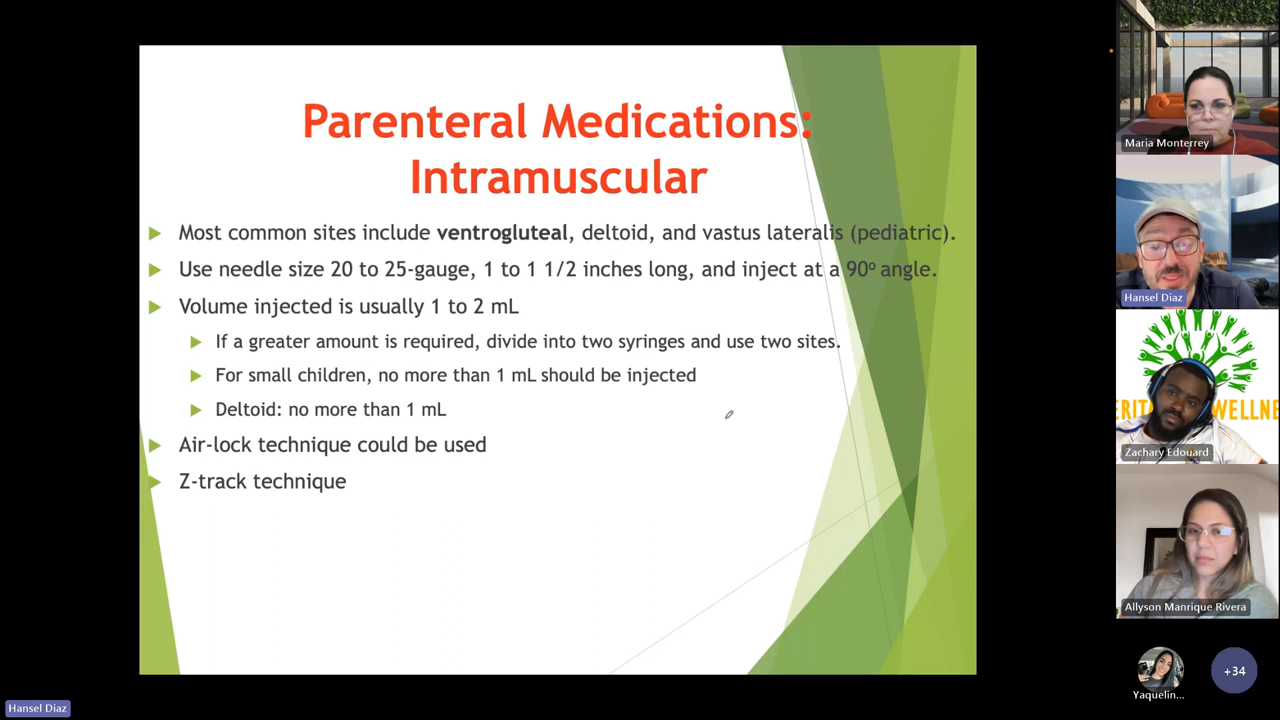 Parenteral Medications:
Intramuscular
Most common sites include ventrogluteal, deltoid, and vastus lateralis (pediatric).
Use needle size 20 to 25-gauge, 1 to 1 1/2 inches long, and inject at a 90º angle.
Volume injected is usually 1 to 2 mL
If a greater amount is required, divide into two syringes and use two sites.
For small children, no more than 1 mL should be injected
Deltoid: no more than 1 mL
Air-lock technique could be used
Z-track technique
Maria Monterrey
Hansel Diaz
Zachary Edouard
Allyson Manrique Rivera
Yaquelin...
+34
Hansel Diaz